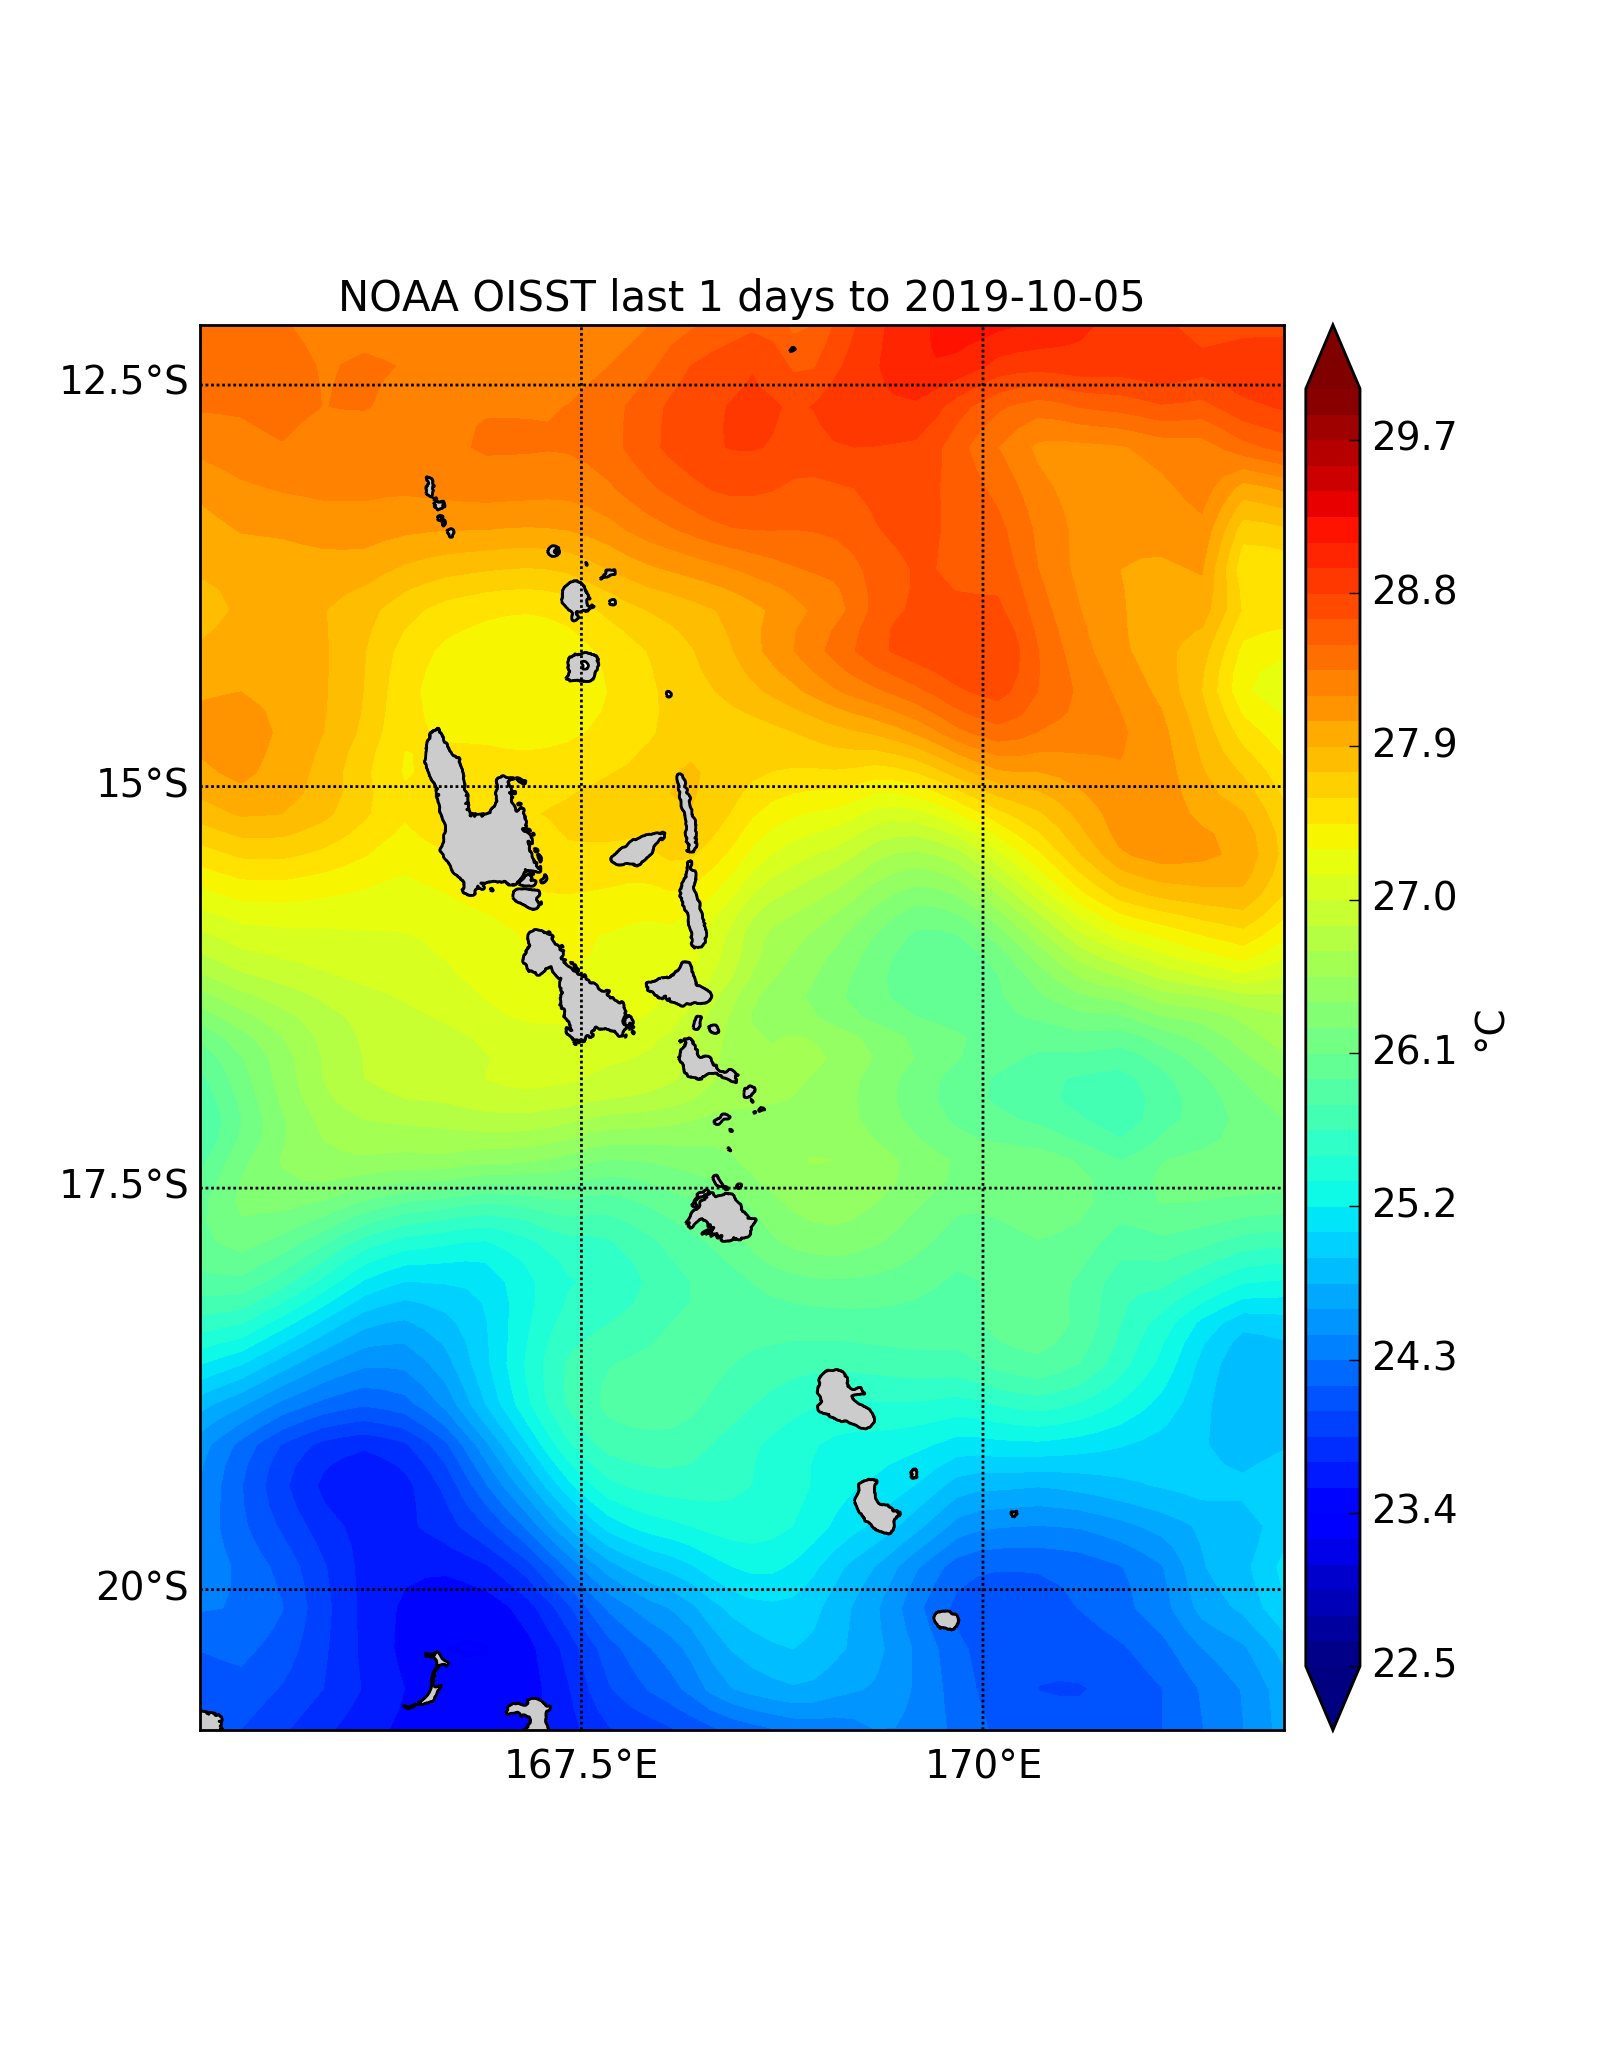 NOAA OISST last 1 days to 2019-10-05
12.5°S
15°S
17.5°S
20°S
167.5°E
170°E
29.7
28.8
27.9
27.0
26.1
25.2
24.3
23.4
22.5
°C